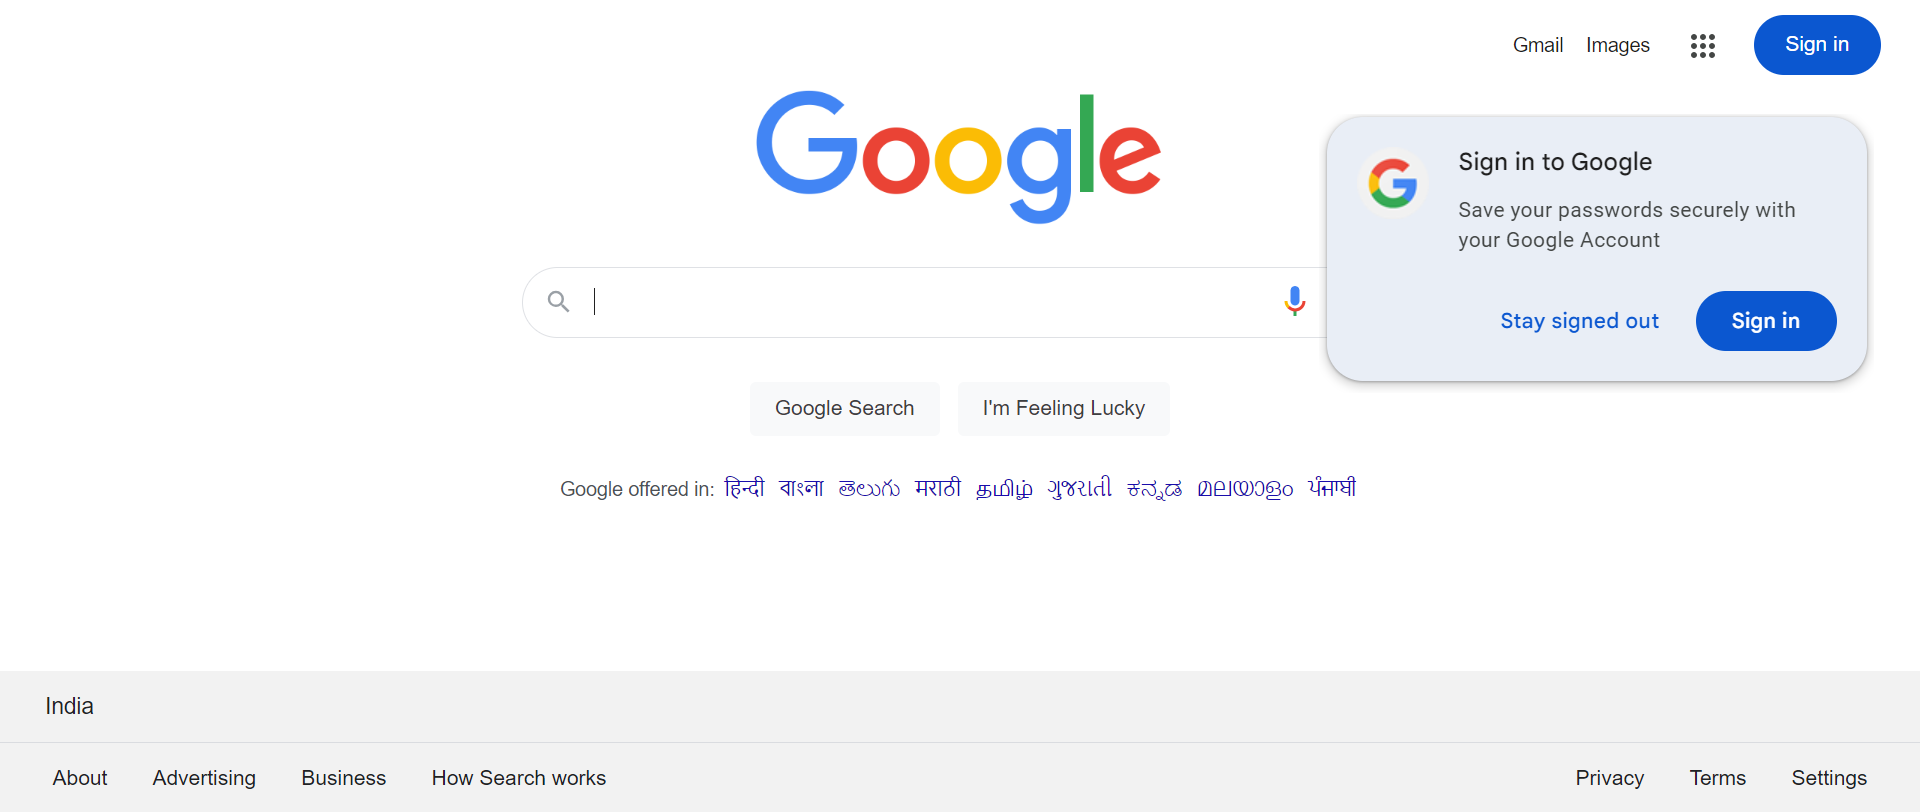 Gmail Images Sign in
Google
Sign in to Google
Save your passwords securely with
your Google Account
Stay signed out Sign in
Google Search I'm Feeling Lucky
Google offered in: हिन्दी বাংলা తెలుగు मराठी தமிழ் ગુજરાતી ಕನ್ನಡ മലയാളം ਪੰਜਾਬੀ
India
About Advertising Business How Search works Privacy Terms Settings